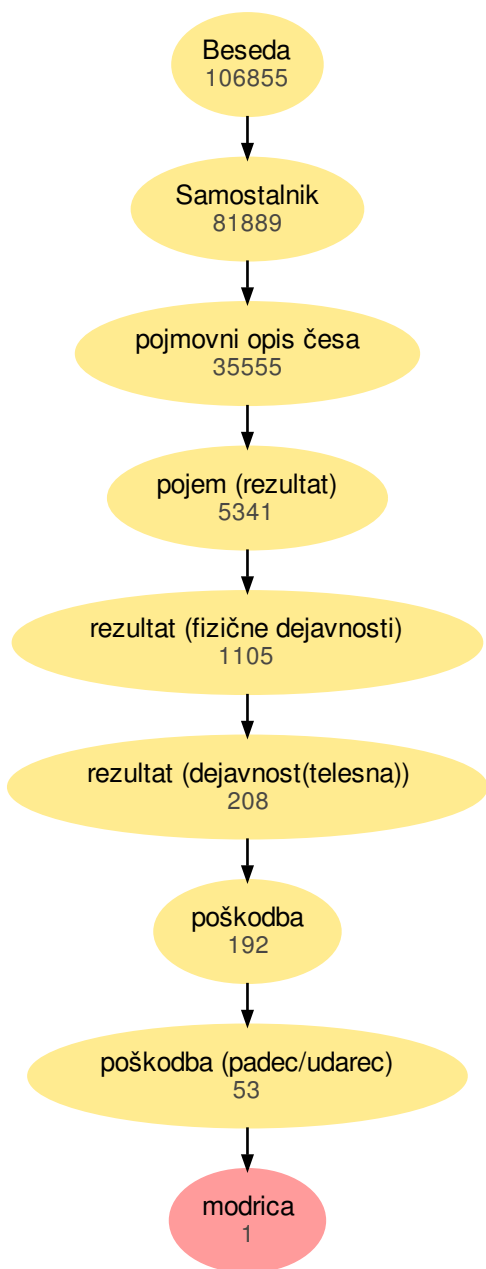 Beseda
106855
Samostalnik
81889
pojmovni opis česa
35555
pojem (rezultat)
5341
rezultat (fizične dejavnosti)
1105
rezultat (dejavnost(telesna))
208
poškodba
192
poškodba (padec/udarec)
53
modrica
1